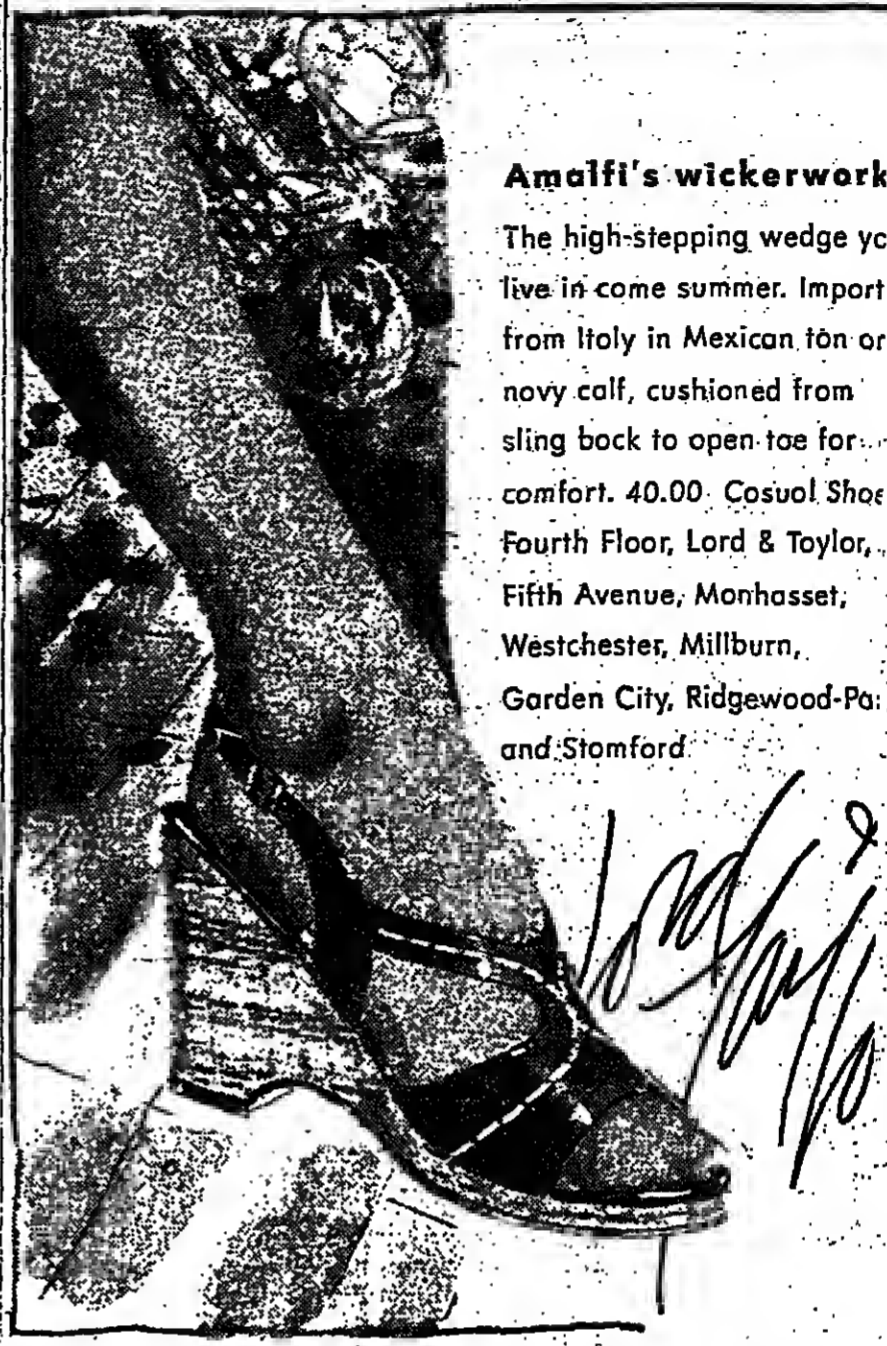 Amalfi's wickerwork
The high-stepping wedge
live in come summer. Import
from Italy in Mexican tan or
navy calf, cushioned from
sling back to open toe for
comfort. 40.00 Casual Shoe
Fourth Floor, Lord & Taylor,
Fifth Avenue, Manhasset,
Westchester, Millburn,
Garden City, Ridgewood-Pa
and Stamford
Lord &
Taylo